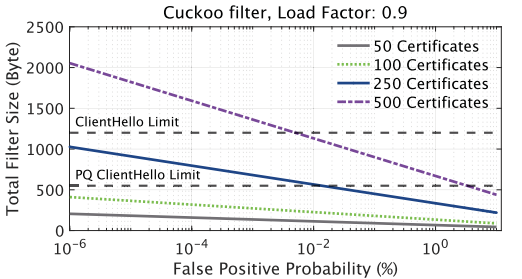 Cuckoo filter, Load Factor: 0.9
Total Filter Size (Byte)
2500
2000
1500
1000
500
0
50 Certificates
100 Certificates
250 Certificates
500 Certificates
ClientHello Limit
PQ ClientHello Limit
10⁻⁶
10⁻⁴
10⁻²
10⁰
False Positive Probability (%)